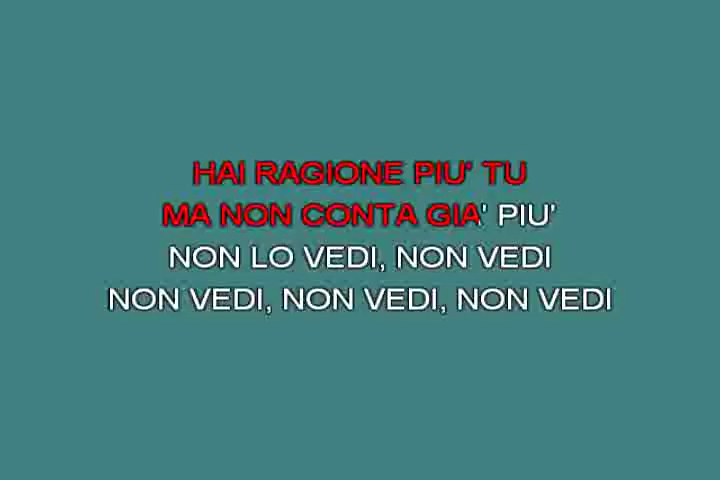 HAI RAGIONE PIU' TU
MA NON CONTA GIA' PIU'
NON LO VEDI, NON VEDI
NON VEDI, NON VEDI, NON VEDI